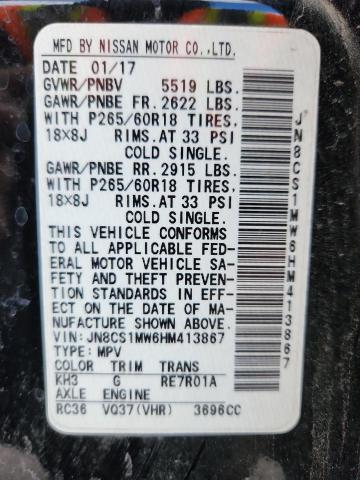 MFD BY NISSAN MOTOR CO.,LTD.
DATE 01/17
GVWR/PNBV 5519 LBS.
GAWR/PNBE FR. 2622 LBS.
WITH P265/60R18 TIRES.
18X8J RIMS. AT 33 PSI
COLD SINGLE.
GAWR/PNBE RR. 2915 LBS.
WITH P265/60R18 TIRES.
18X8J RIMS. AT 33 PSI
COLD SINGLE.
THIS VEHICLE CONFORMS
TO ALL APPLICABLE FED-
ERAL MOTOR VEHICLE SA-
FETY AND THEFT PREVEN-
TION STANDARDS IN EFF-
ECT ON THE DATE OF MA-
NUFACTURE SHOWN ABOVE.
VIN: JN8CS1MW6HM413867
TYPE: MPV
COLOR TRIM TRANS
KH3 G RE7R01A
AXLE ENGINE
RC36 VQ37(VHR) 3696CC
JN8CS1MW6HM413867